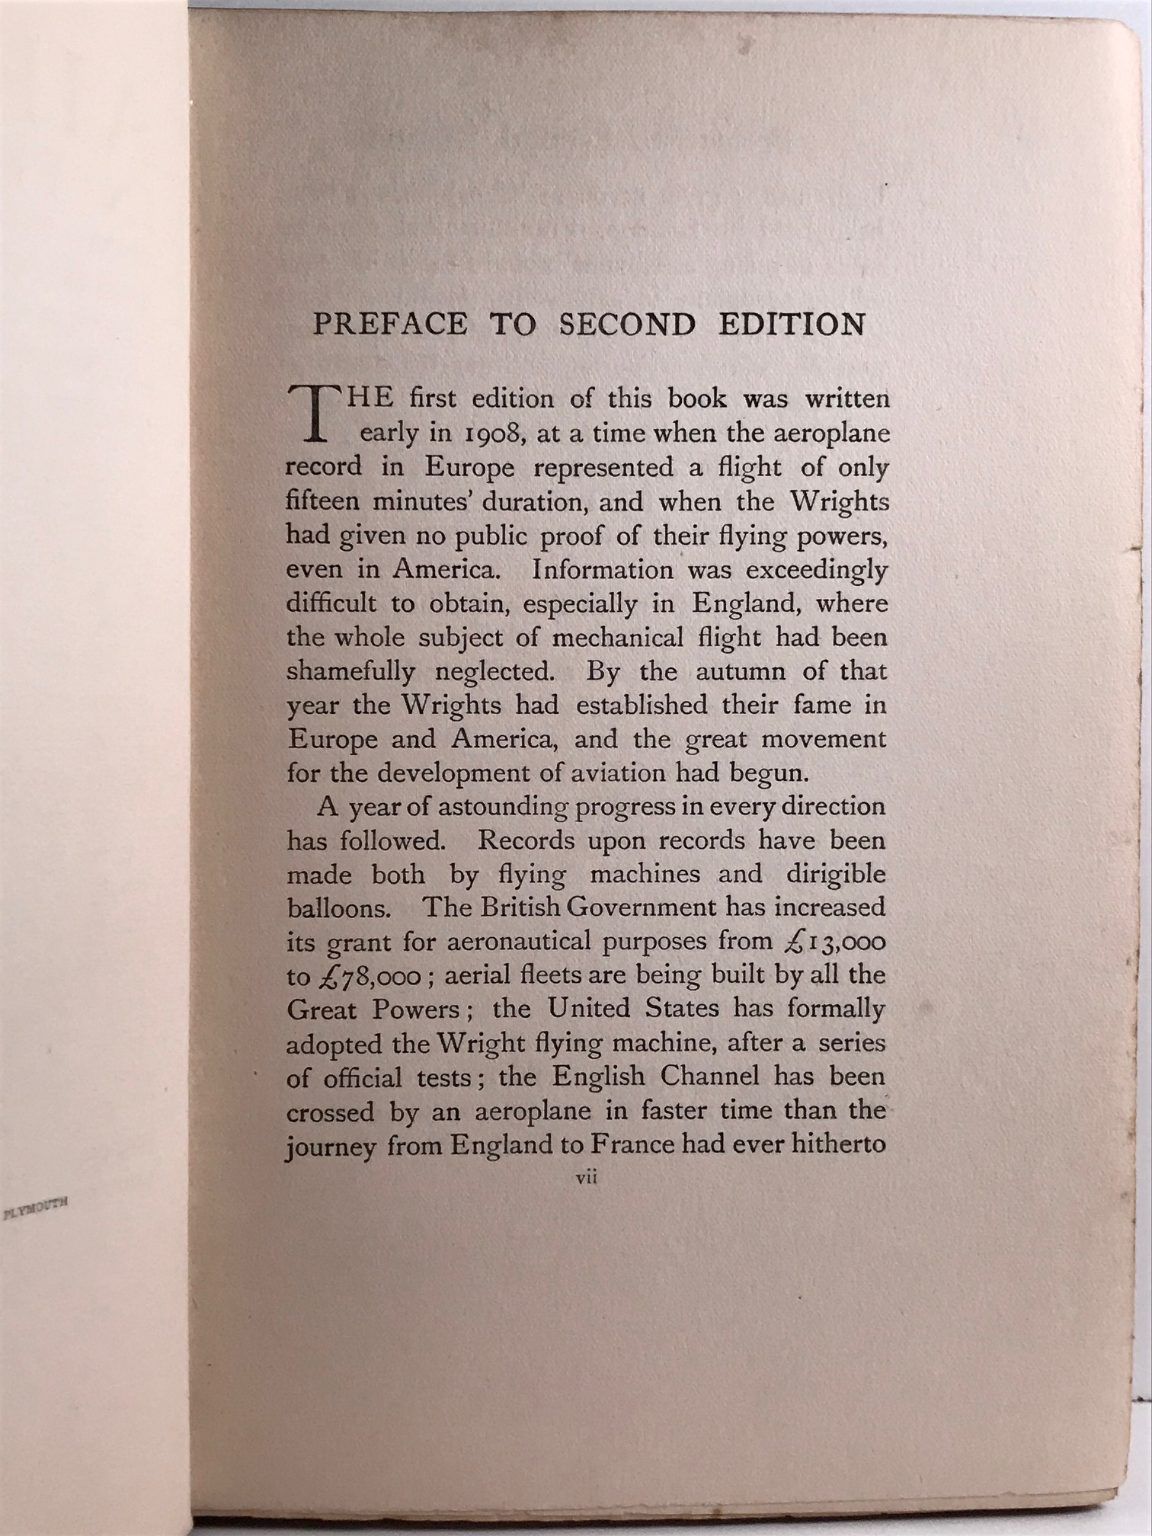 PREFACE TO SECOND EDITION
THE first edition of this book was written
early in 1908, at a time when the aeroplane
record in Europe represented a flight of only
fifteen minutes' duration, and when the Wrights
had given no public proof of their flying powers,
even in America. Information was exceedingly
difficult to obtain, especially in England, where
the whole subject of mechanical flight had been
shamefully neglected. By the autumn of that
year the Wrights had established their fame in
Europe and America, and the great movement
for the development of aviation had begun.
A year of astounding progress in every direction
has followed. Records upon records have been
made both by flying machines and dirigible
balloons. The British Government has increased
its grant for aeronautical purposes from £13,000
to £78,000; aerial fleets are being built by all the
Great Powers; the United States has formally
adopted the Wright flying machine, after a series
of official tests; the English Channel has been
crossed by an aeroplane in faster time than the
journey from England to France had ever hitherto
vii
PLYMOUTH